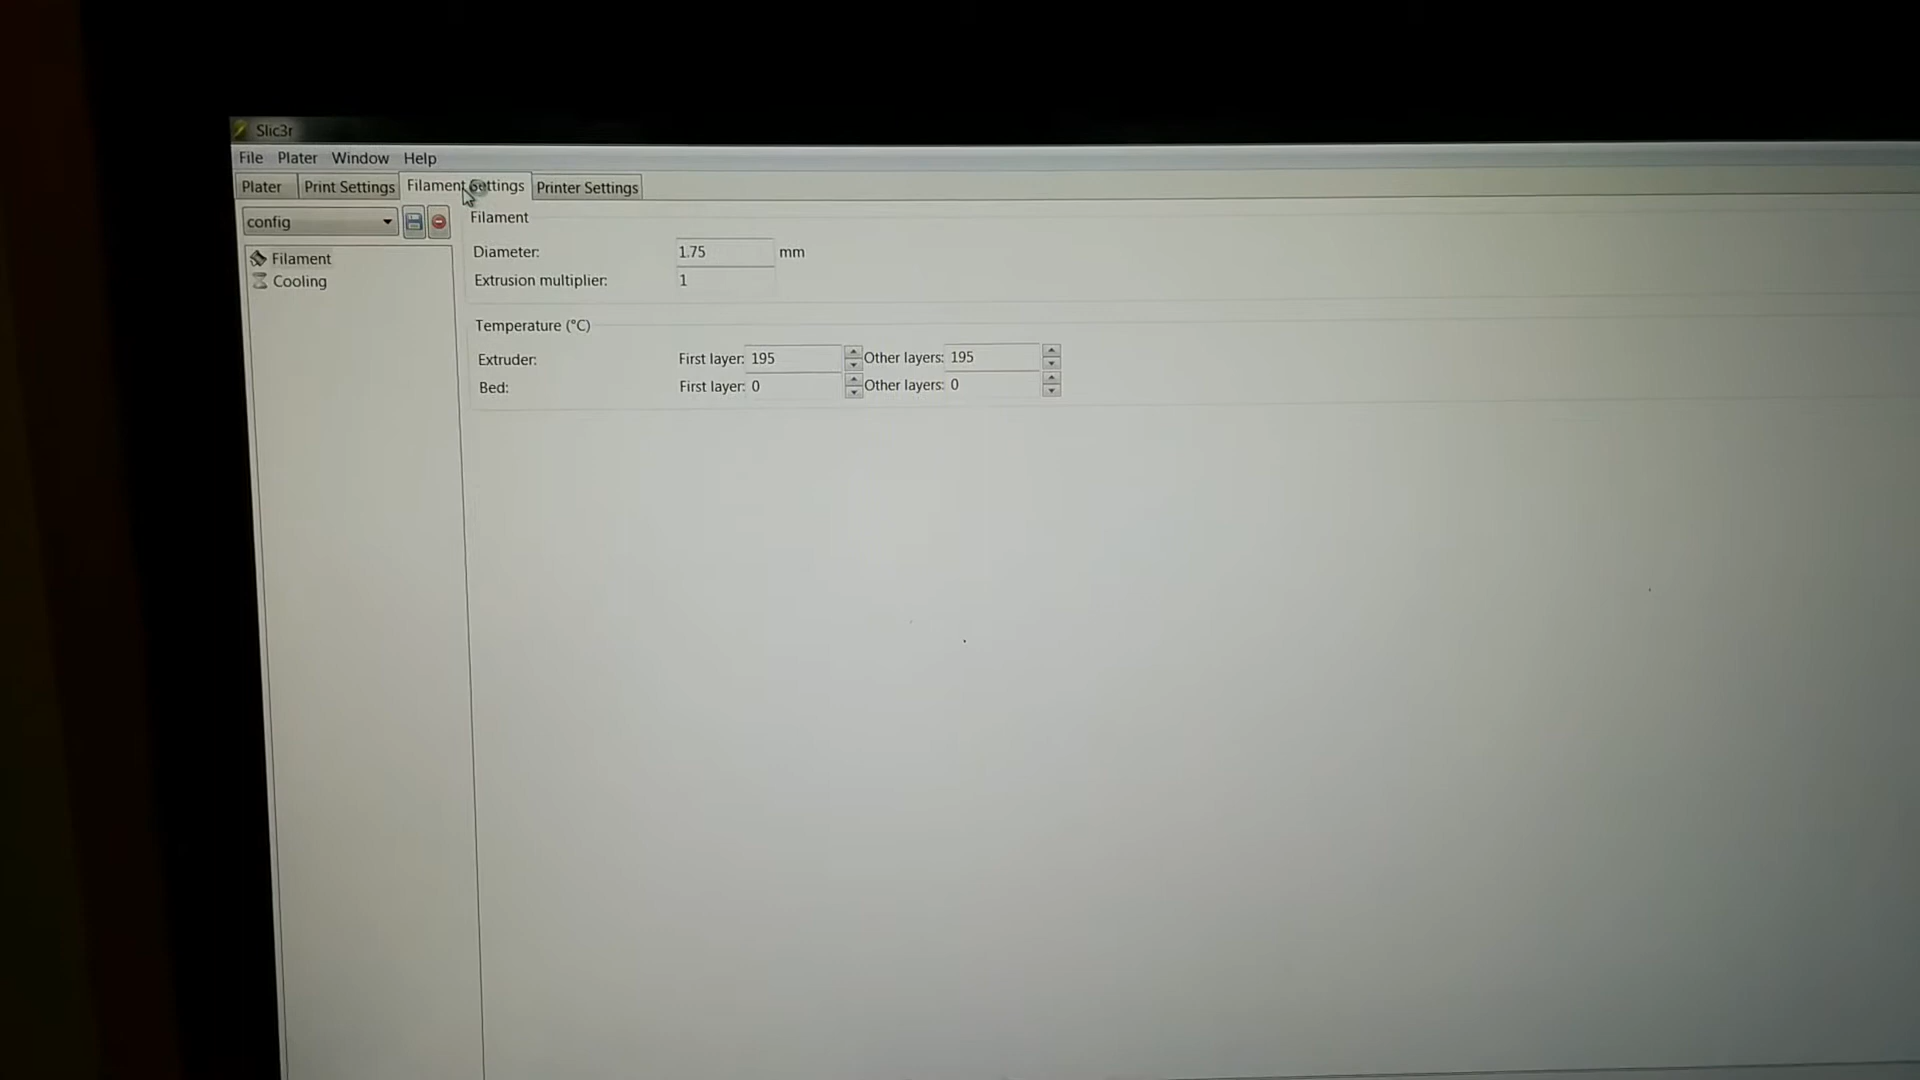 Slic3r
File Plater Window Help
Plater Print Settings Filament Settings Printer Settings
config
Filament
Cooling
Filament
Diameter: 1.75 mm
Extrusion multiplier: 1
Temperature (°C)
Extruder: First layer: 195 Other layers: 195
Bed: First layer: 0 Other layers: 0